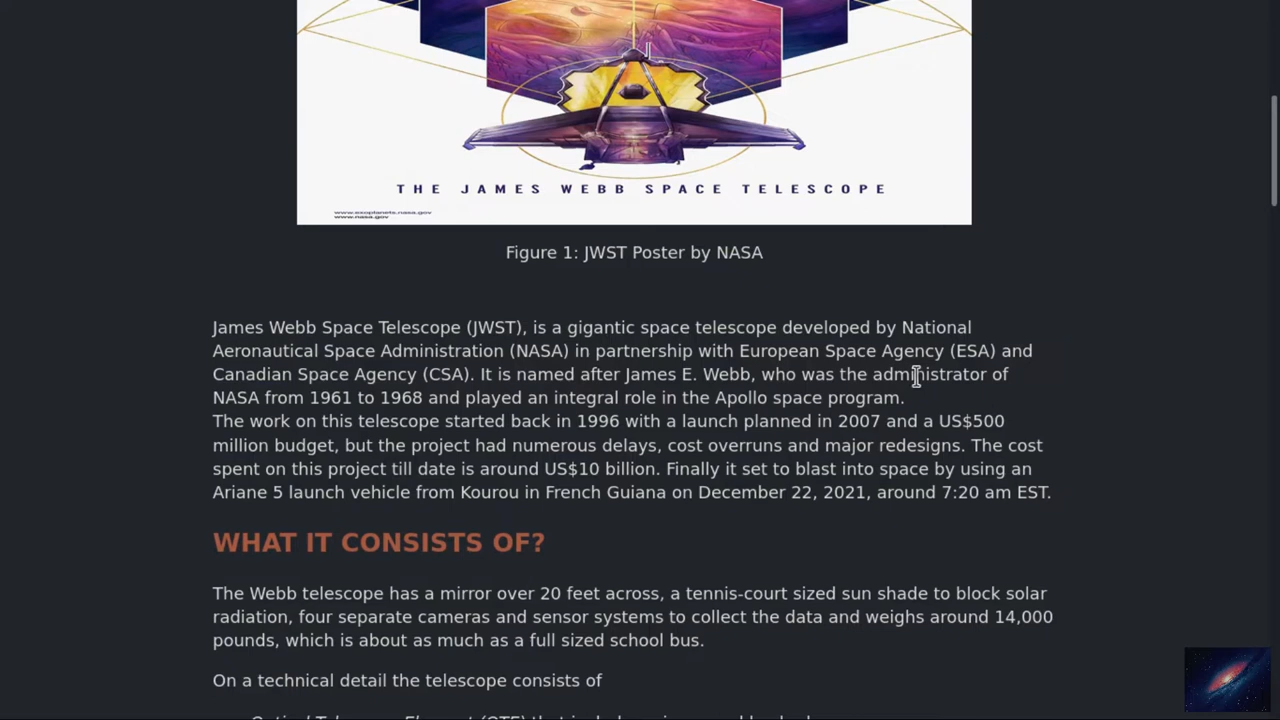 THE JAMES WEBB SPACE TELESCOPE
www.exoplanets.nasa.gov
www.nasa.gov
Figure 1: JWST Poster by NASA
James Webb Space Telescope (JWST), is a gigantic space telescope developed by National
Aeronautical Space Administration (NASA) in partnership with European Space Agency (ESA) and
Canadian Space Agency (CSA). It is named after James E. Webb, who was the administrator of
NASA from 1961 to 1968 and played an integral role in the Apollo space program.
The work on this telescope started back in 1996 with a launch planned in 2007 and a US$500
million budget, but the project had numerous delays, cost overruns and major redesigns. The cost
spent on this project till date is around US$10 billion. Finally it set to blast into space by using an
Ariane 5 launch vehicle from Kourou in French Guiana on December 22, 2021, around 7:20 am EST.
WHAT IT CONSISTS OF?
The Webb telescope has a mirror over 20 feet across, a tennis-court sized sun shade to block solar
radiation, four separate cameras and sensor systems to collect the data and weighs around 14,000
pounds, which is about as much as a full sized school bus.
On a technical detail the telescope consists of